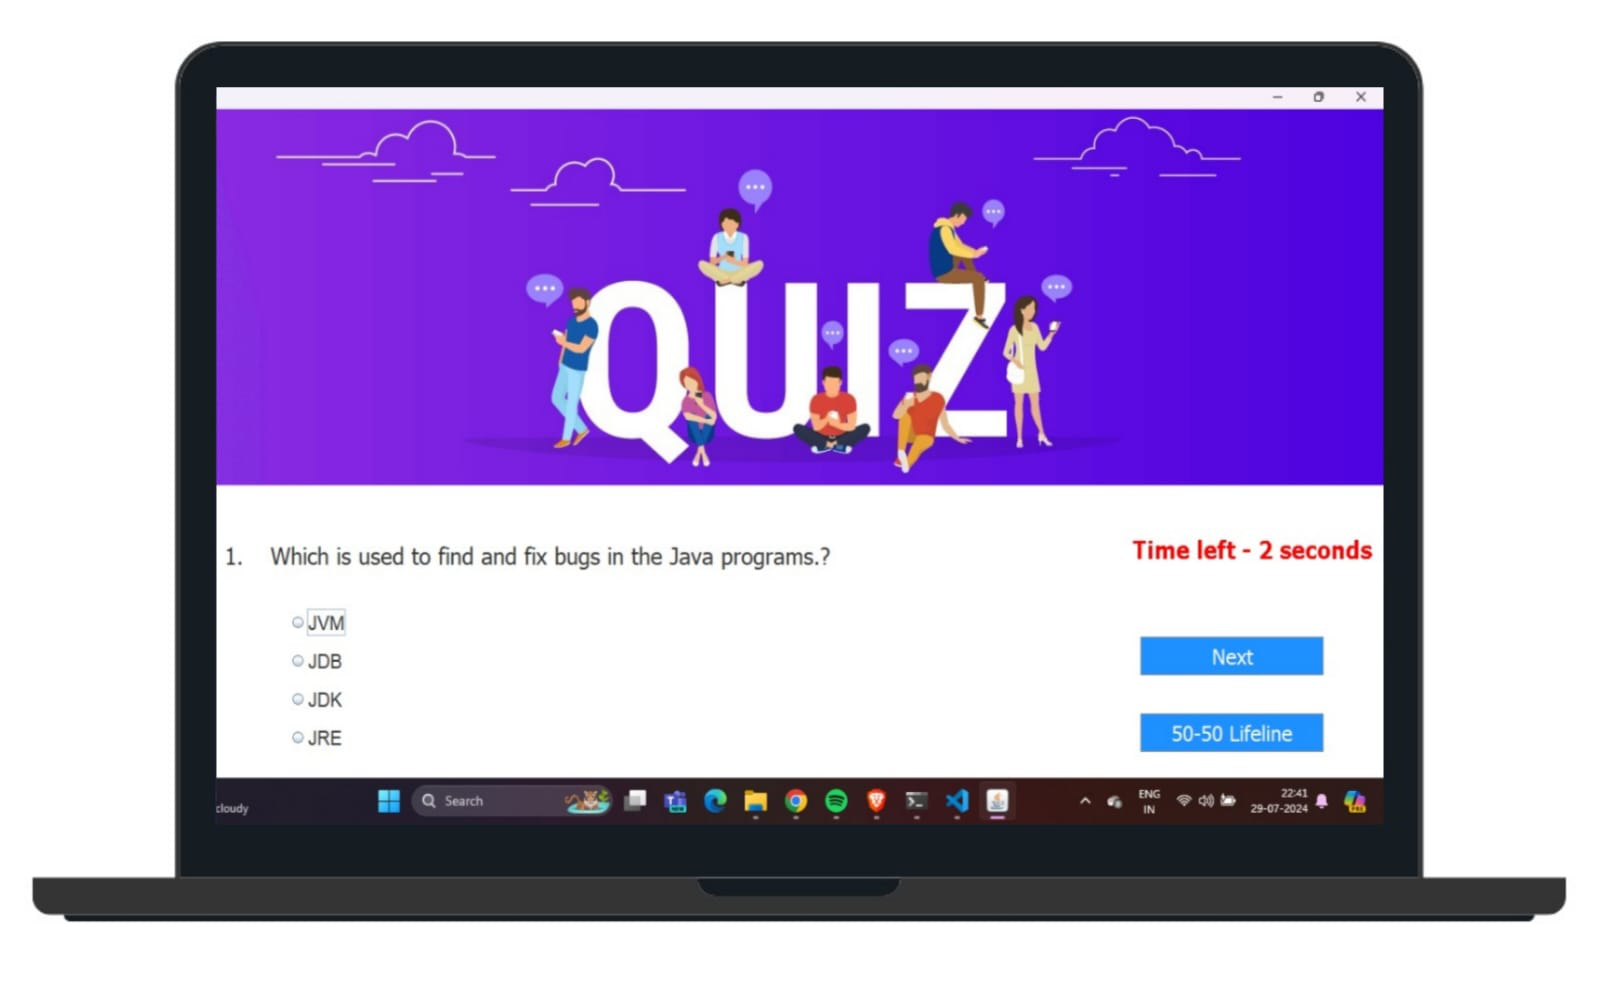 QUIZ
1. Which is used to find and fix bugs in the Java programs.?
Time left - 2 seconds
JVM
JDB
JDK
JRE
Next
50-50 Lifeline
cloudy
Search
ENG
IN
22:41
29-07-2024